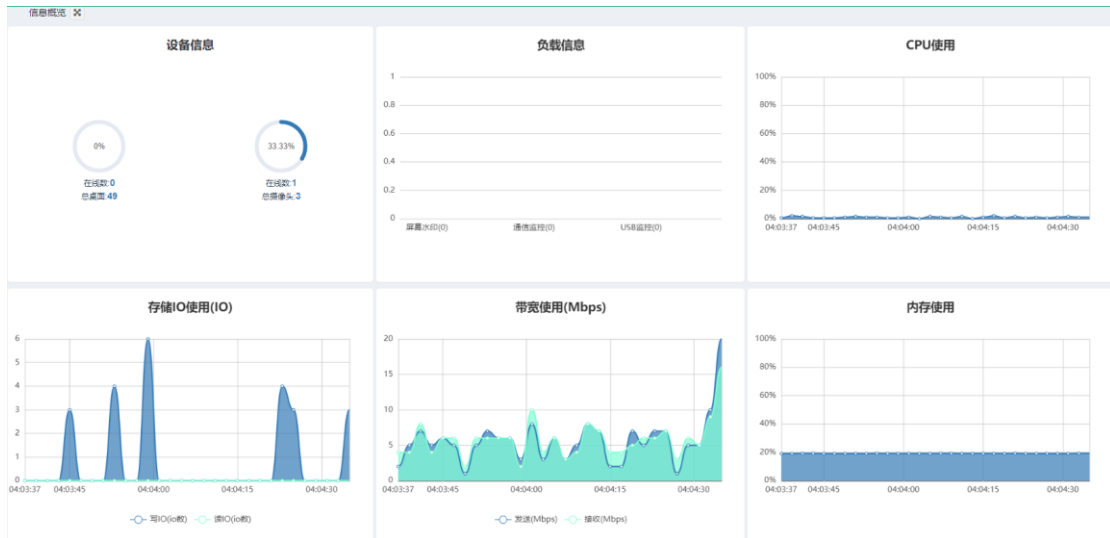 信息概览
设备信息
0%
在线数:0
总桌面:49
33.33%
在线数:1
总摄像头:3
负载信息
1
0.8
0.6
0.4
0.2
0
屏幕水印(0) 通信监控(0) USB监控(0)
CPU使用
100%
80%
60%
40%
20%
0%
04:03:37 04:03:45 04:04:00 04:04:15 04:04:30
存储IO使用(IO)
6
5
4
3
2
1
0
04:03:37 04:03:45 04:04:00 04:04:15 04:04:30
写IO(io数) 读IO(io数)
带宽使用(Mbps)
20
15
10
5
0
04:03:37 04:03:45 04:04:00 04:04:15 04:04:30
发送(Mbps) 接收(Mbps)
内存使用
100%
80%
60%
40%
20%
0%
04:03:37 04:03:45 04:04:00 04:04:15 04:04:30